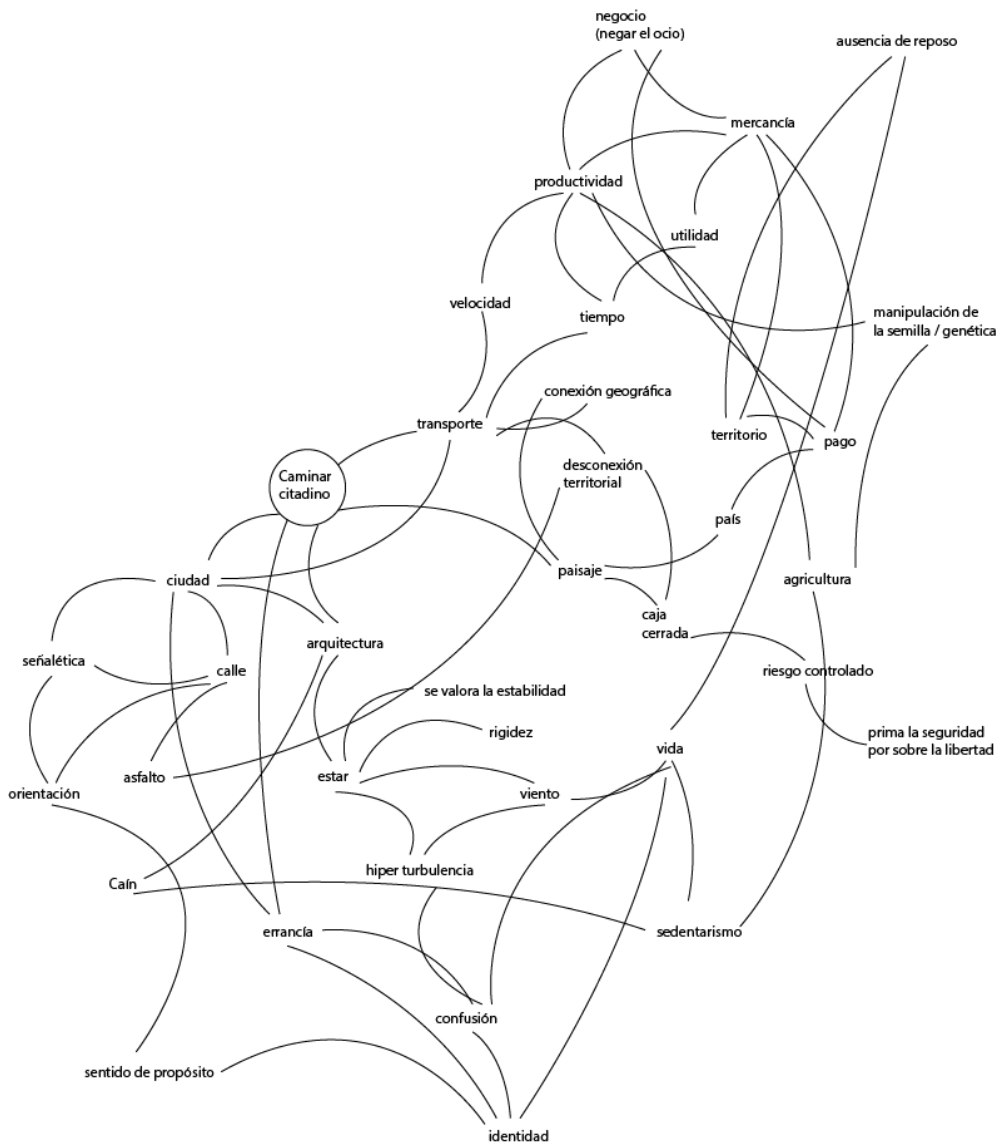 negocio
(negar el ocio)
ausencia de reposo
mercancía
productividad
utilidad
velocidad
tiempo
manipulación de
la semilla / genética
conexión geográfica
transporte
territorio
pago
desconexión
territorial
Caminar
citadino
país
paisaje
ciudad
agricultura
caja
cerrada
arquitectura
señalética
calle
riesgo controlado
se valora la estabilidad
rigidez
prima la seguridad
por sobre la libertad
vida
asfalto
estar
orientación
viento
hiper turbulencia
Caín
errancía
sedentarismo
confusión
sentido de propósito
identidad